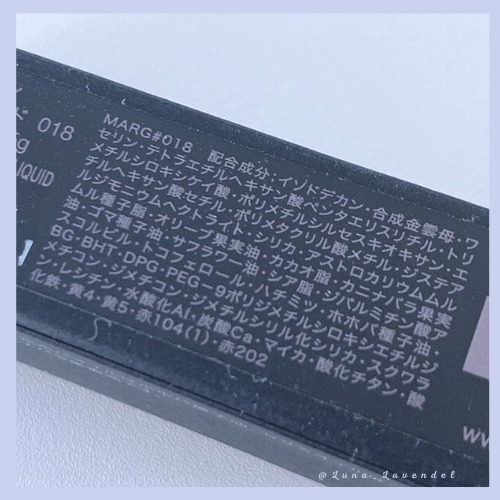 ン
ド 018
g
LIQUID
MARG#018 配合成分:イソドデカン・合成金雲母・ワ
セリン・テトラエチルヘキサン酸ペンタエリスリチル・トリ
メチルシロキシケイ酸・ポリメチルシルセスキオキサン・エ
チルヘキサン酸セチル・ポリメタクリル酸メチル・ジステア
ルジモニウムヘクトライト・シリカ・アストロカリウムムル
ムル種子脂・オリーブ果実油・カカオ脂・カニナバラ果実
油・ゴマ種子油・サフラワー油・シア脂・ジパルミチン酸ア
スコルビル・トコフェロール・ハチミツ・ホホバ種子油・
BG・BHT・DPG・PEG-9ポリジメチルシロキシエチルジ
メチコン・ジメチコン・ジメチルシリル化シリカ・スクワラ
ン・レシチン・水酸化Al・炭酸Ca・マイカ・酸化チタン・酸
化鉄・黄4・黄5・赤104(1)・赤202
@Luna_Lavendel